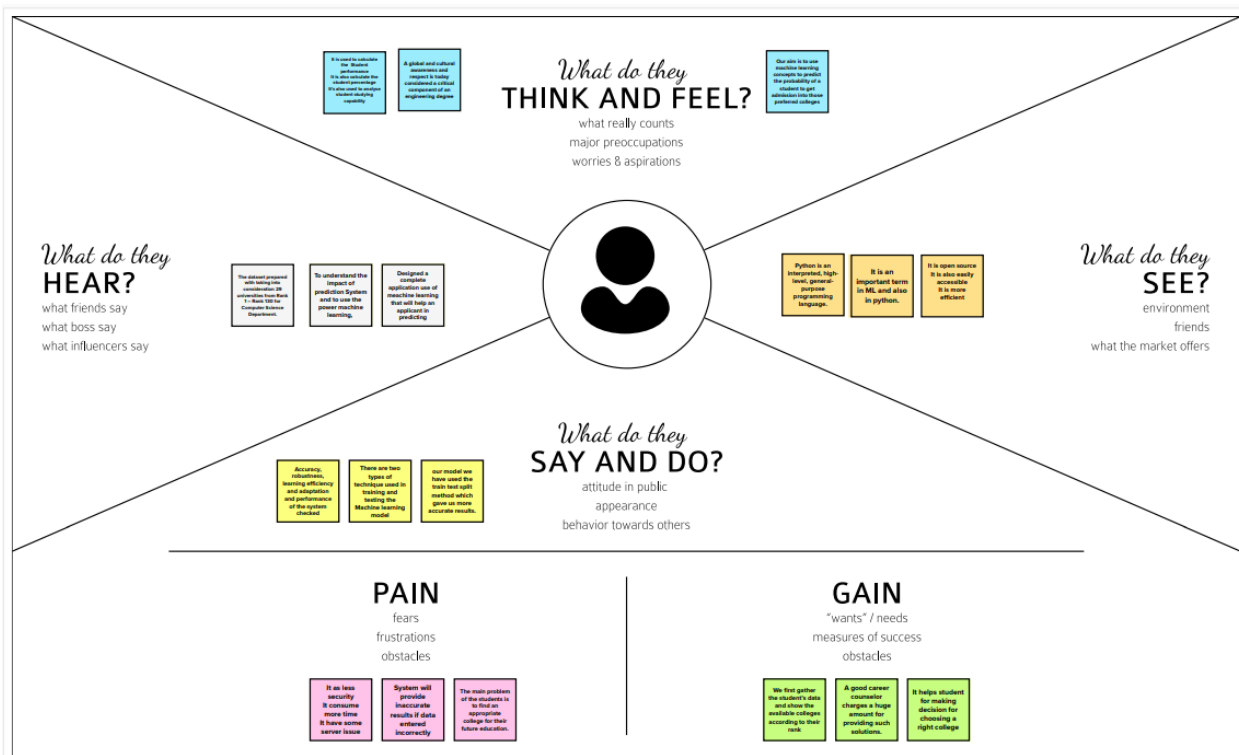 It is used to calculate
the Student
performance
It is also calculate the
student percentage
It's also used to analyze
student studying
capability
A global and cultural
awareness and
respect is today
considered a critical
component of an
engineering degree
What do they
THINK AND FEEL?
what really counts
major preoccupations
worries & aspirations
Our aim is to use
machine learning
concepts to predict
the probability of a
student to get
admission into those
preferred colleges
What do they
HEAR?
what friends say
what boss say
what influencers say
The dataset prepared
with taking into
consideration 29
universities from Rank
1 – Rank 130 for
Computer Science
Department.
To understand the
impact of
prediction System
and to use the
power machine
learning,
Designed a
complete
application use of
meachine learning
that will help an
applicant in
predicting
Python is an
interpreted, high-
level, general-
purpose
programming
language.
It is an
important term
in ML and also
in python.
It is open source
It is also easily
accessible
It is more
efficient
What do they
SEE?
environment
friends
what the market offers
What do they
SAY AND DO?
attitude in public
appearance
behavior towards others
Accuracy,
robustness,
learning efficiency
and adaptation
and performance
of the system
checked
There are two
types of
technique used in
training and
testing the
Machine learning
model
our model we
have used the
train test split
method which
gave us more
accurate results.
PAIN
fears
frustrations
obstacles
It as less
security
It consume
more time
It have some
server issue
System will
provide
inaccurate
results if data
entered
incorrectly
The main problem
of the students is
to find an
appropriate
college for their
future education.
GAIN
"wants" / needs
measures of success
obstacles
We first gather
the student's data
and show the
available colleges
according to their
rank
A good career
counselor
charges a huge
amount for
providing such
solutions.
It helps student
for making
decision for
choosing a
right college